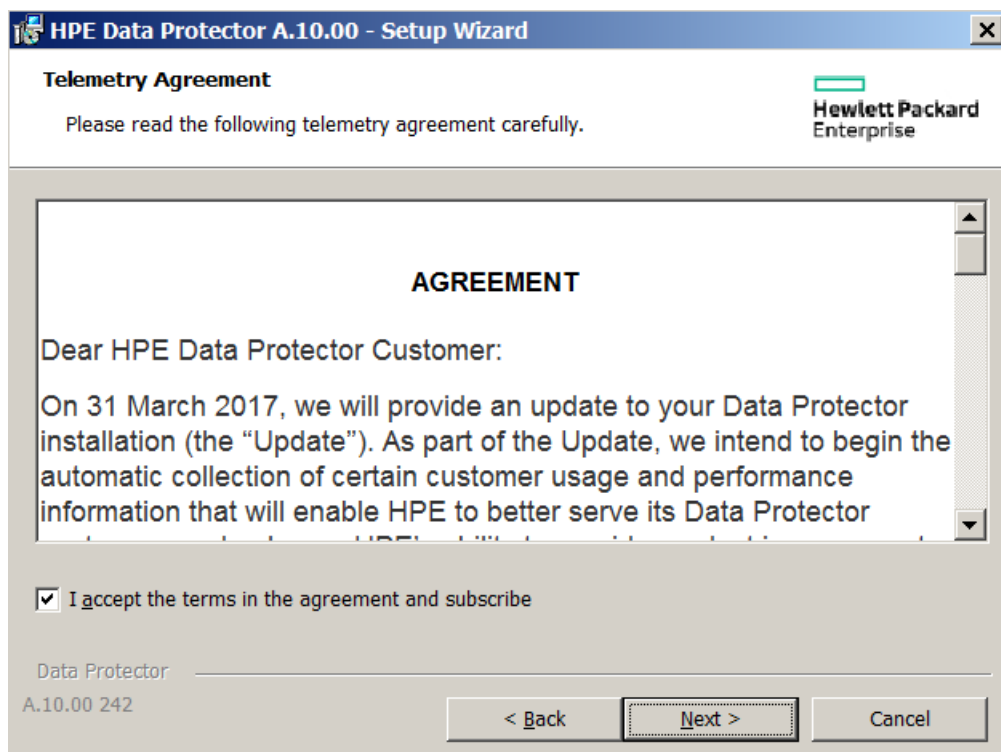 HPE Data Protector A.10.00 - Setup Wizard
Telemetry Agreement
Please read the following telemetry agreement carefully.
Hewlett Packard
Enterprise
AGREEMENT
Dear HPE Data Protector Customer:
On 31 March 2017, we will provide an update to your Data Protector
installation (the “Update”). As part of the Update, we intend to begin the
automatic collection of certain customer usage and performance
information that will enable HPE to better serve its Data Protector
I accept the terms in the agreement and subscribe
Data Protector
A.10.00 242
< Back
Next >
Cancel